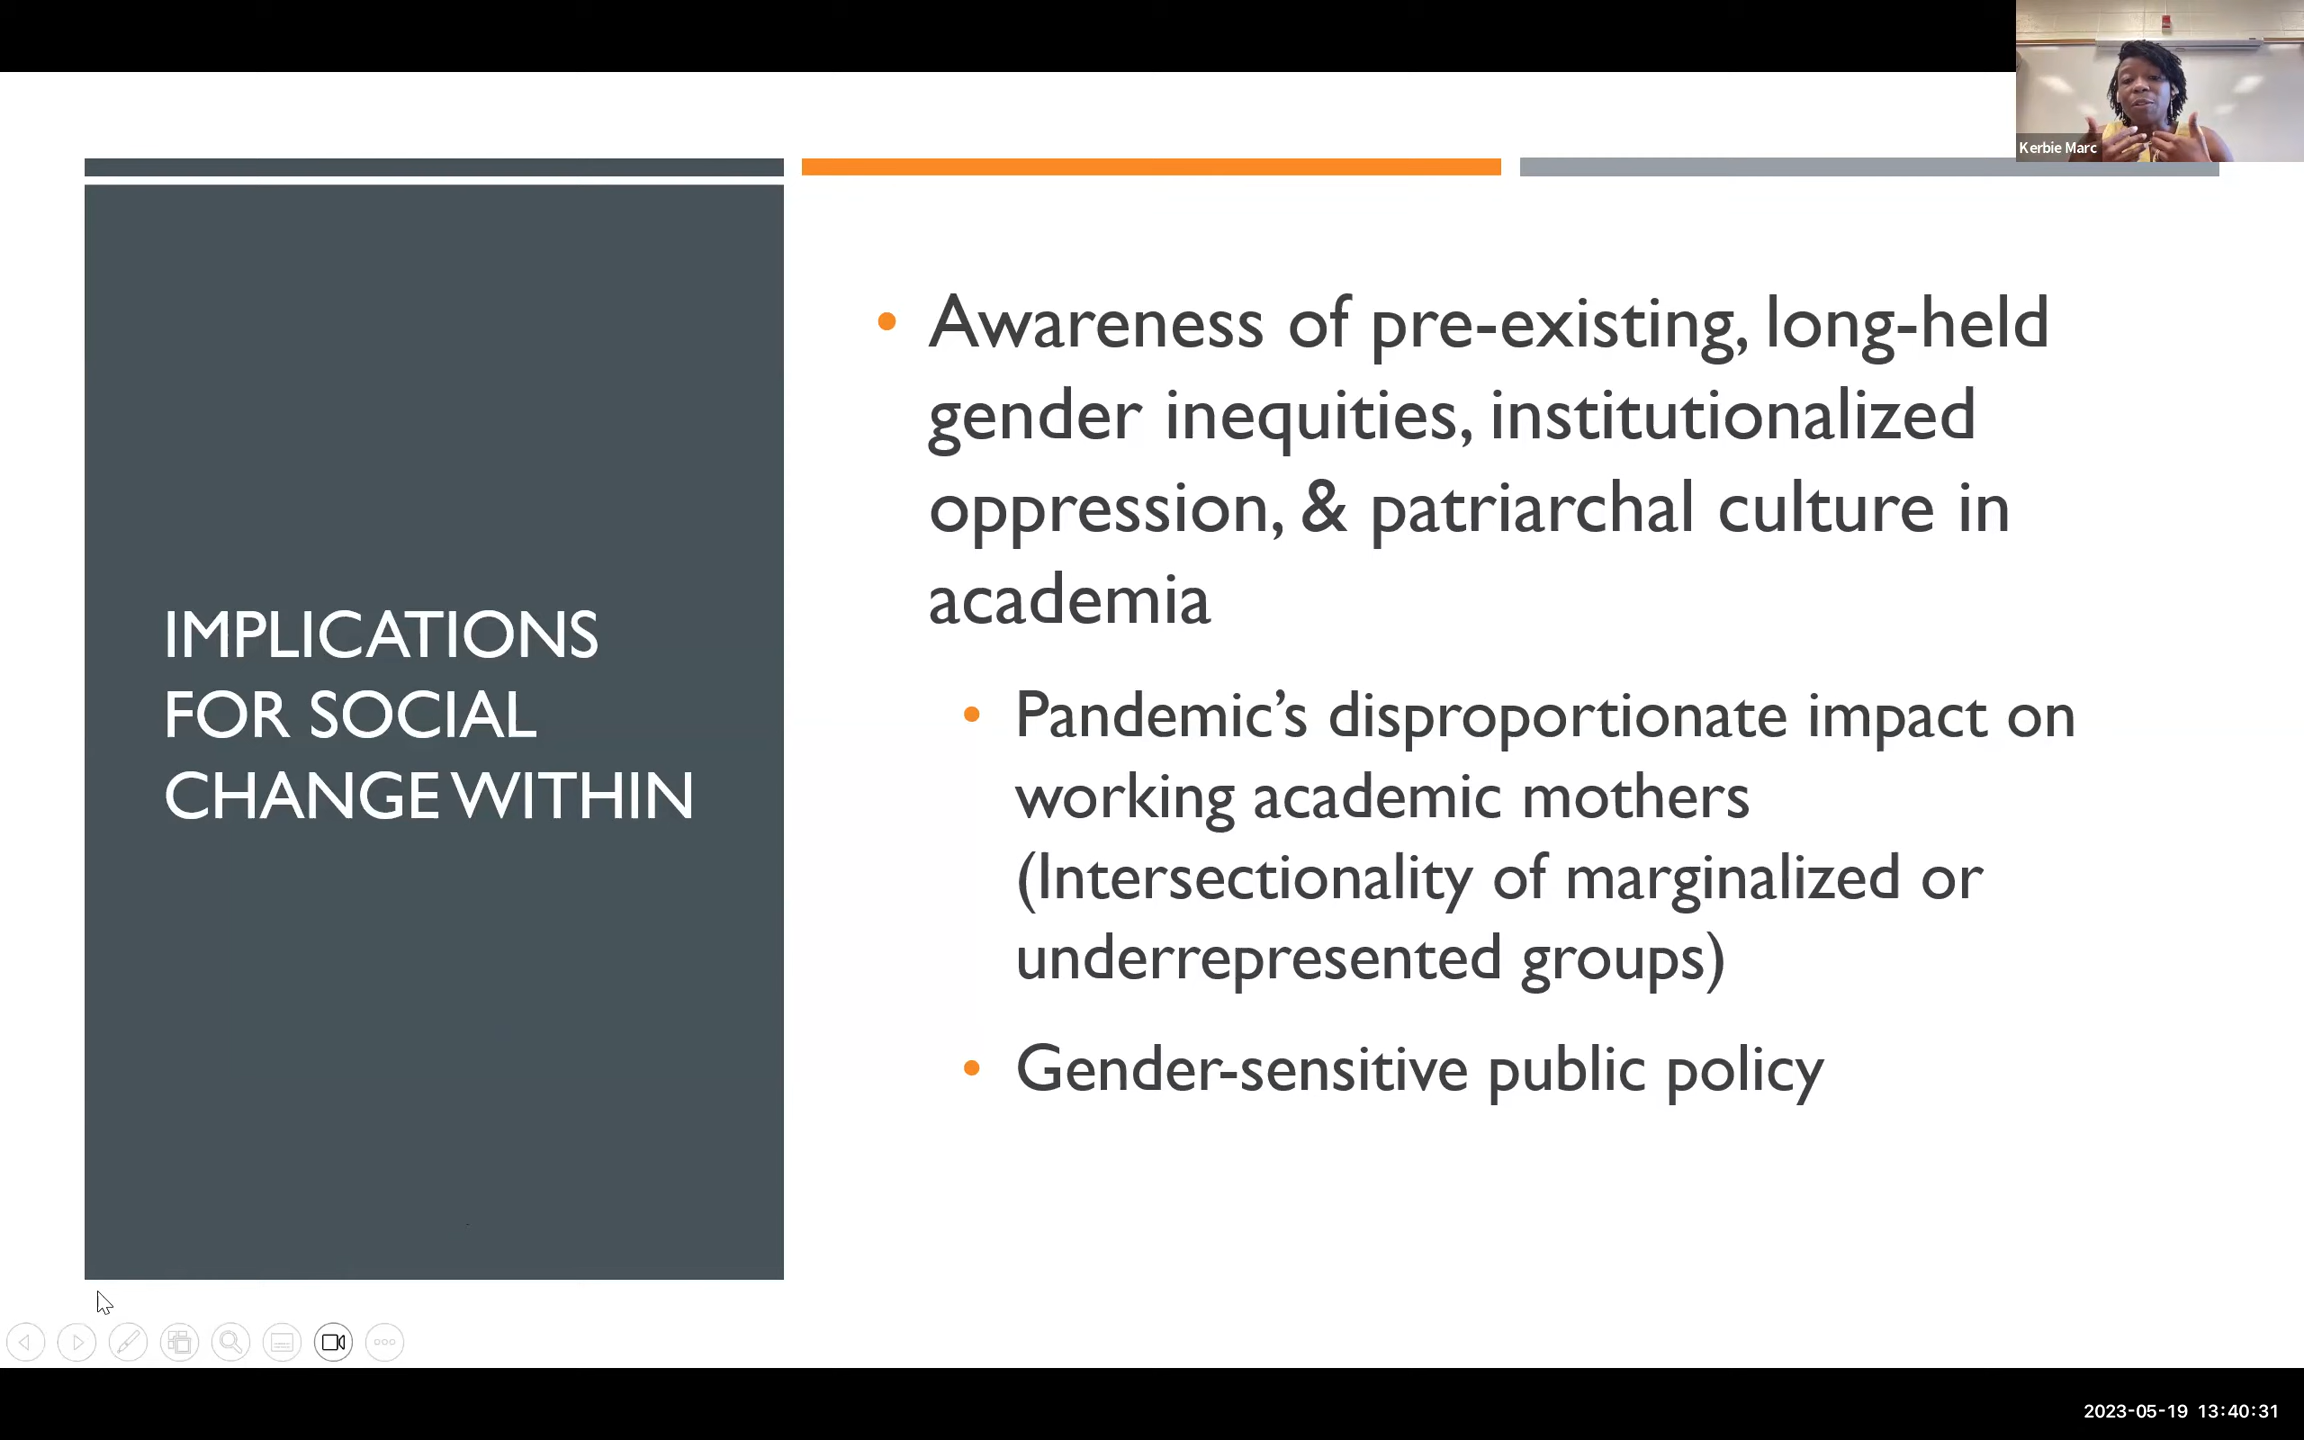 Kerbie Marc
IMPLICATIONS
FOR SOCIAL
CHANGE WITHIN
• Awareness of pre-existing, long-held
gender inequities, institutionalized
oppression, & patriarchal culture in
academia
• Pandemic’s disproportionate impact on
working academic mothers
(Intersectionality of marginalized or
underrepresented groups)
• Gender-sensitive public policy
2023-05-19 13:40:31